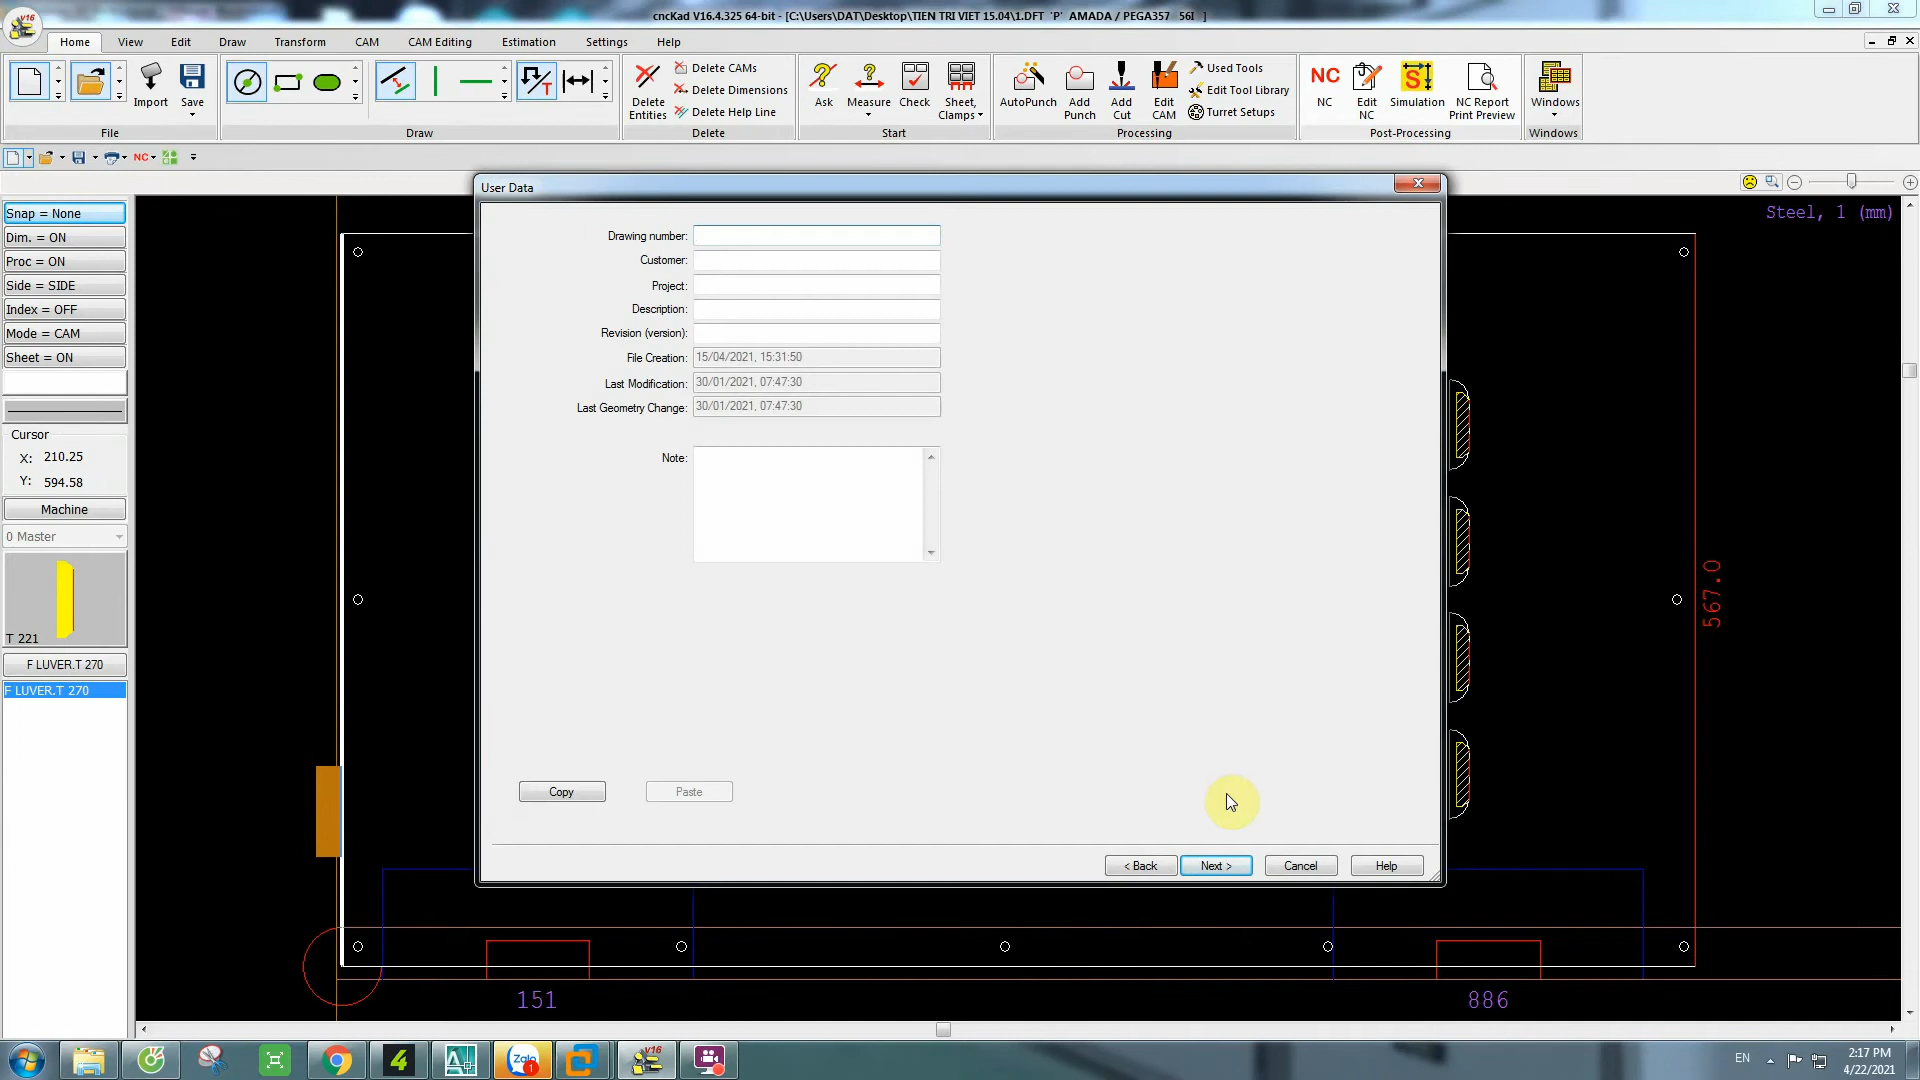 v16
cncKad V16.4.325 64-bit - [C:\Users\DAT\Desktop\TIEN TRI VIET 15.04\1.DFT 'P' AMADA / PEGA357 56I ]
Home View Edit Draw Transform CAM CAM Editing Estimation Settings Help
Import Save
File
Draw
Delete Entities
Delete CAMs
Delete Dimensions
Delete Help Line
Delete
Ask Measure Check Sheet, Clamps
Start
AutoPunch Add Punch Add Cut Edit CAM
Used Tools
Edit Tool Library
Turret Setups
Processing
NC
NC Edit NC Simulation NC Report Print Preview
Post-Processing
Windows
Windows
NC
User Data
Snap = None
Dim. = ON
Proc = ON
Side = SIDE
Index = OFF
Mode = CAM
Sheet = ON
Cursor
X: 210.25
Y: 594.58
Machine
0 Master
T 221
F LUVER.T 270
F LUVER.T 270
Drawing number:
Customer:
Project:
Description:
Revision (version):
File Creation: 15/04/2021, 15:31:50
Last Modification: 30/01/2021, 07:47:30
Last Geometry Change: 30/01/2021, 07:47:30
Note:
Copy Paste
< Back Next > Cancel Help
Steel, 1 (mm)
567.0
151 886
4 Zalo 1 v16
EN
2:17 PM
4/22/2021